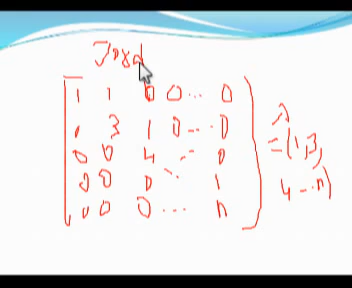 Jord
1 1 0 0 ... 0
0 3 1 0 ... 0
0 0 4 ... 0
0 0 0 ... 1
0 0 0 ... n
λ
= (1, 3,
4 ... n)